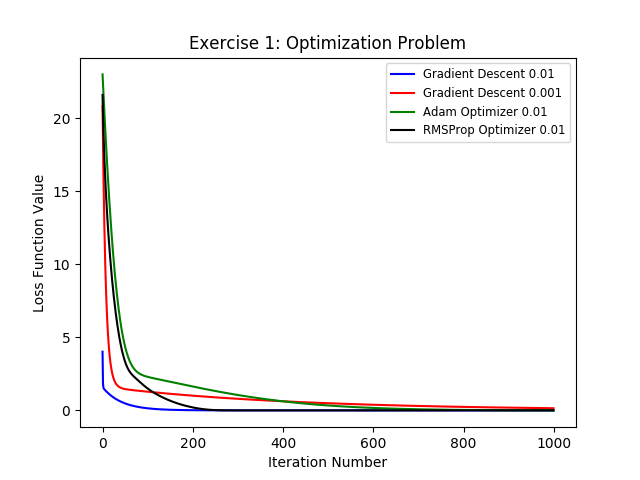 Exercise 1: Optimization Problem
Gradient Descent 0.01
Gradient Descent 0.001
Adam Optimizer 0.01
RMSProp Optimizer 0.01
Loss Function Value
20
15
10
5
0
0 200 400 600 800 1000
Iteration Number